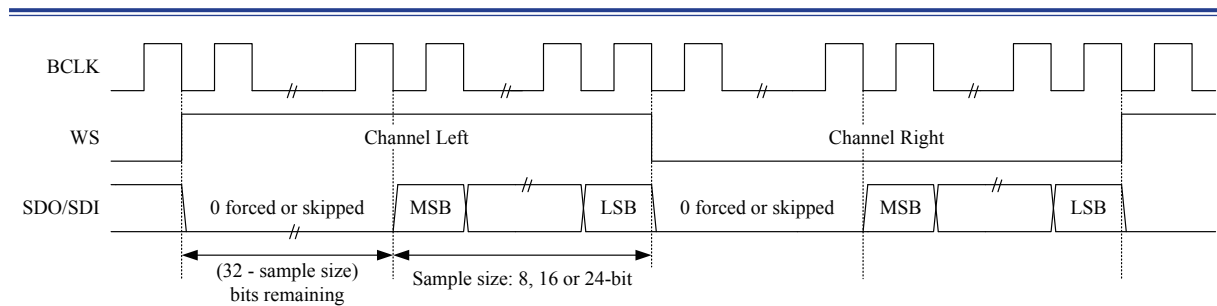 BCLK
WS
Channel Left
Channel Right
SDO/SDI
0 forced or skipped
MSB
LSB
0 forced or skipped
MSB
LSB
(32 - sample size)
bits remaining
Sample size: 8, 16 or 24-bit